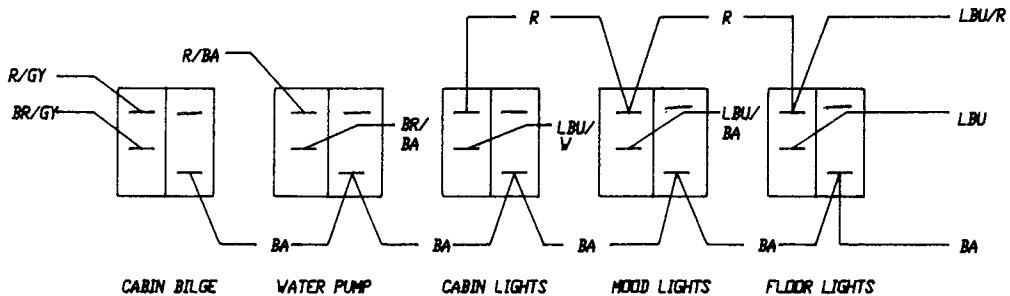 R R LBU/R
R/BA
R/GY
BR/GY BR/ BA LBU/ W LBU/ BA LBU
BA BA BA BA BA
CABIN BILGE WATER PUMP CABIN LIGHTS MOOD LIGHTS FLOOR LIGHTS